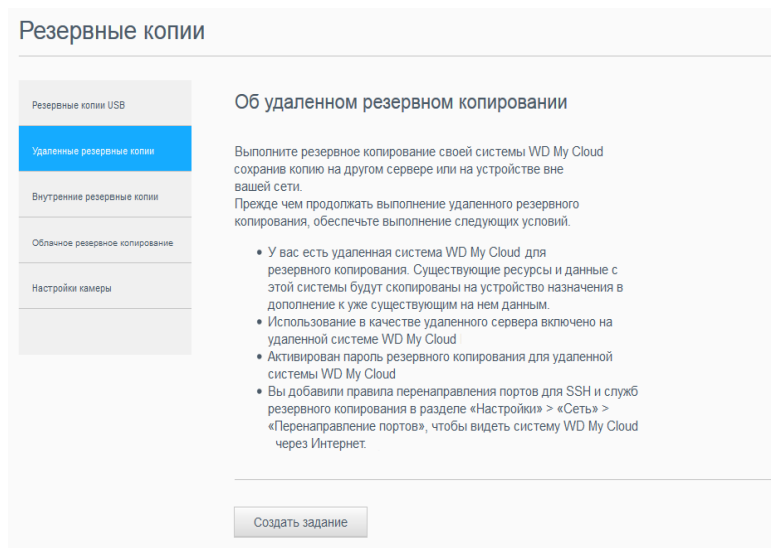 Резервные копии
Резервные копии USB
Удаленные резервные копии
Внутренние резервные копии
Облачное резервное копирование
Настройки камеры
Об удаленном резервном копировании
Выполните резервное копирование своей системы WD My Cloud
сохранив копию на другом сервере или на устройстве вне
вашей сети.
Прежде чем продолжать выполнение удаленного резервного
копирования, обеспечьте выполнение следующих условий.
• У вас есть удаленная система WD My Cloud для
резервного копирования. Существующие ресурсы и данные с
этой системы будут скопированы на устройство назначения в
дополнение к уже существующим на нем данным.
• Использование в качестве удаленного сервера включено на
удаленной системе WD My Cloud
• Активирован пароль резервного копирования для удаленной
системы WD My Cloud
• Вы добавили правила перенаправления портов для SSH и служб
резервного копирования в разделе «Настройки» > «Сеть» >
«Перенаправление портов», чтобы видеть систему WD My Cloud
через Интернет.
Создать задание